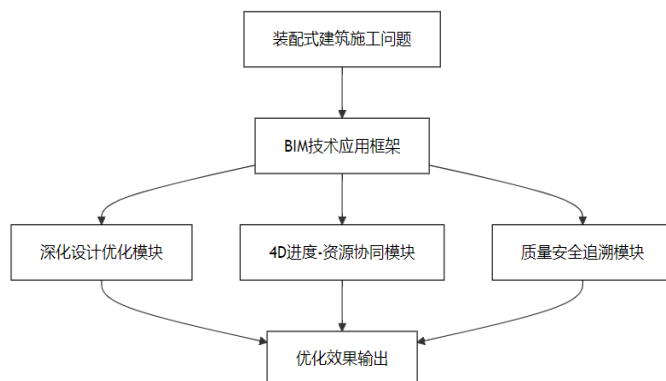 装配式建筑施工问题
BIM技术应用框架
深化设计优化模块
4D进度-资源协同模块
质量安全追溯模块
优化效果输出